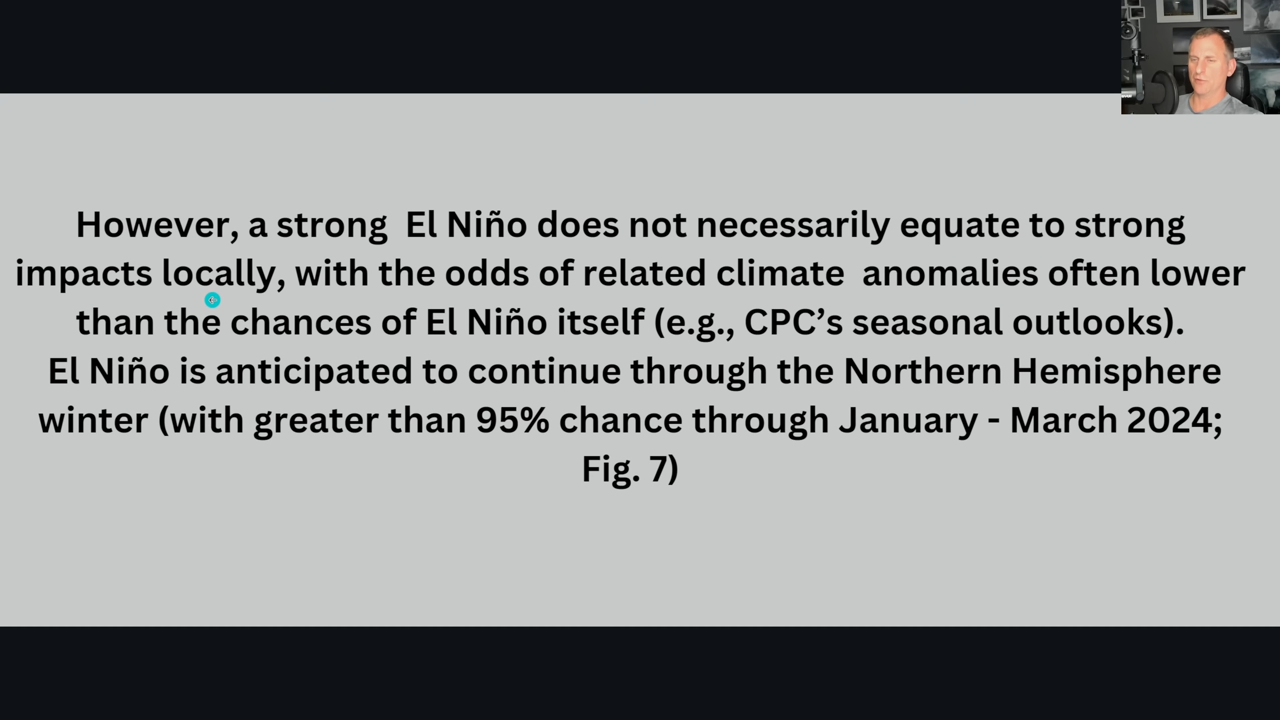 However, a strong  El Niño does not necessarily equate to strong
impacts locally, with the odds of related climate  anomalies often lower
than the chances of El Niño itself (e.g., CPC’s seasonal outlooks).
El Niño is anticipated to continue through the Northern Hemisphere
winter (with greater than 95% chance through January - March 2024;
Fig. 7)